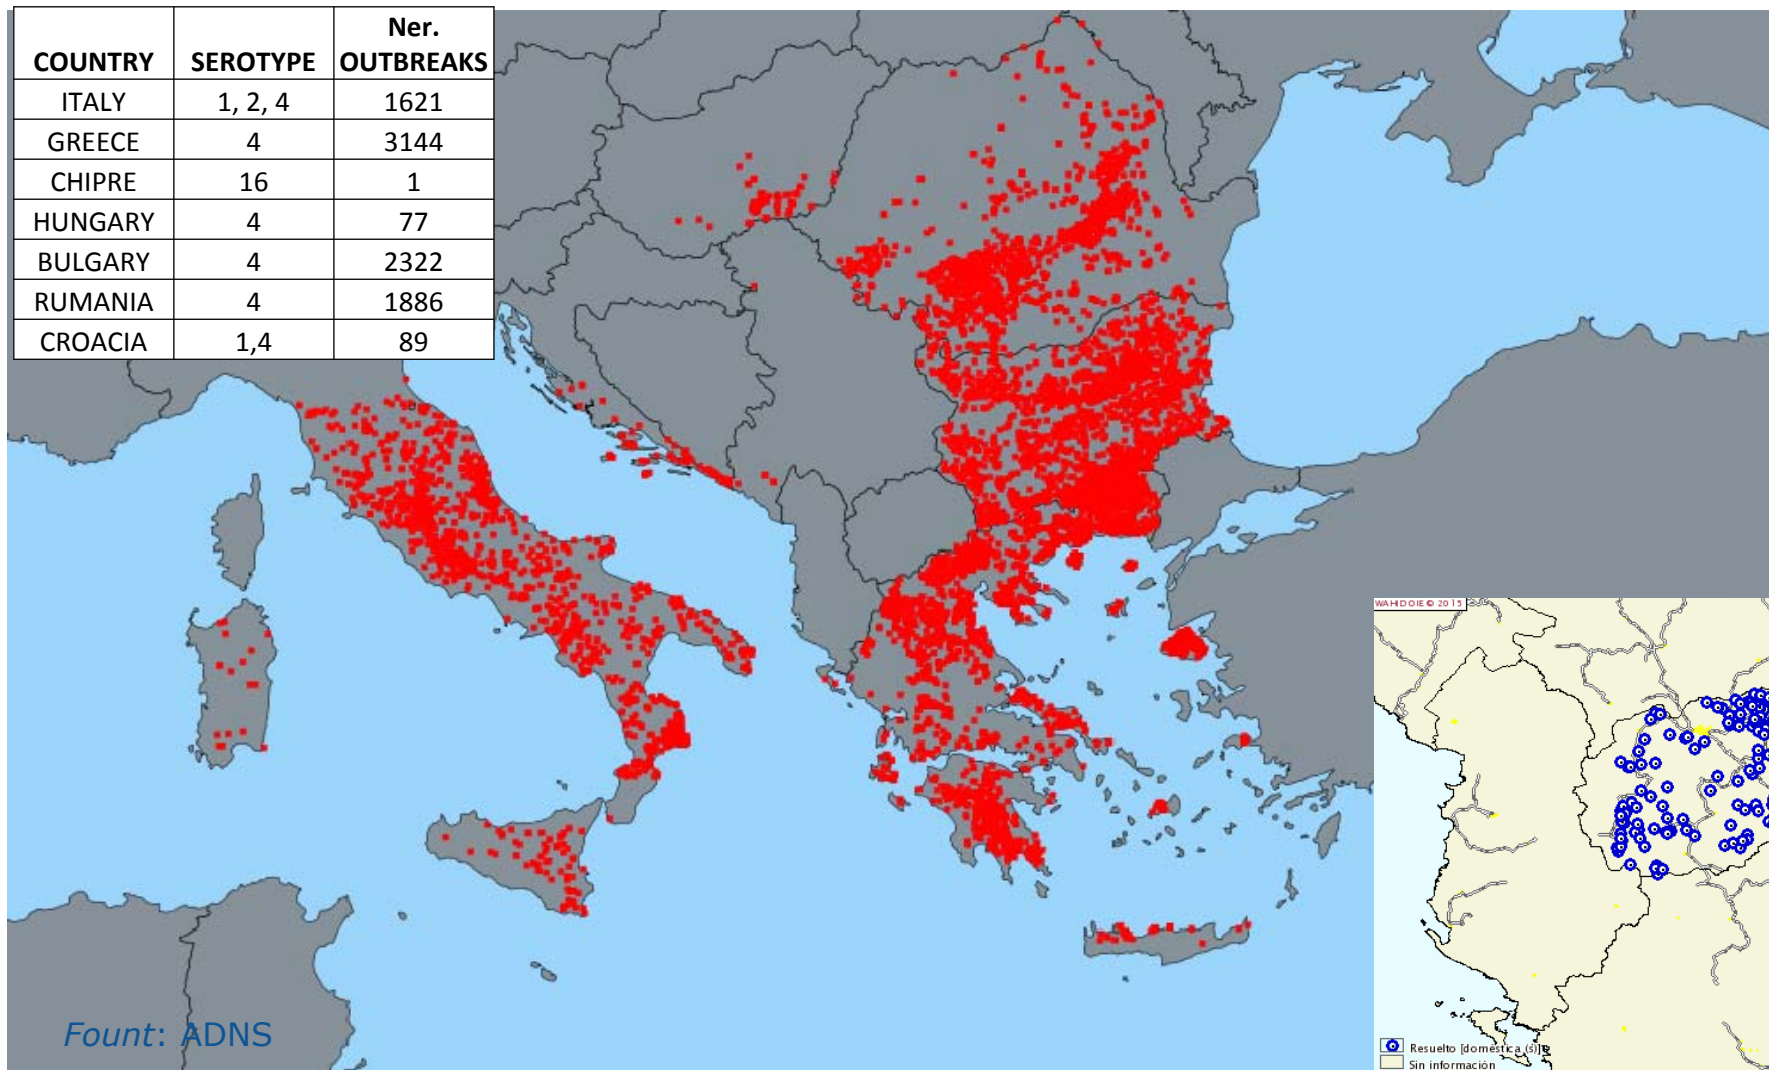 COUNTRY SEROTYPE Ner. OUTBREAKS
ITALY 1, 2, 4 1621
GREECE 4 3144
CHIPRE 16 1
HUNGARY 4 77
BULGARY 4 2322
RUMANIA 4 1886
CROACIA 1,4 89
WAHID OIE © 2015
Fount: ADNS
Resuelto [doméstica (s)]
Sin información